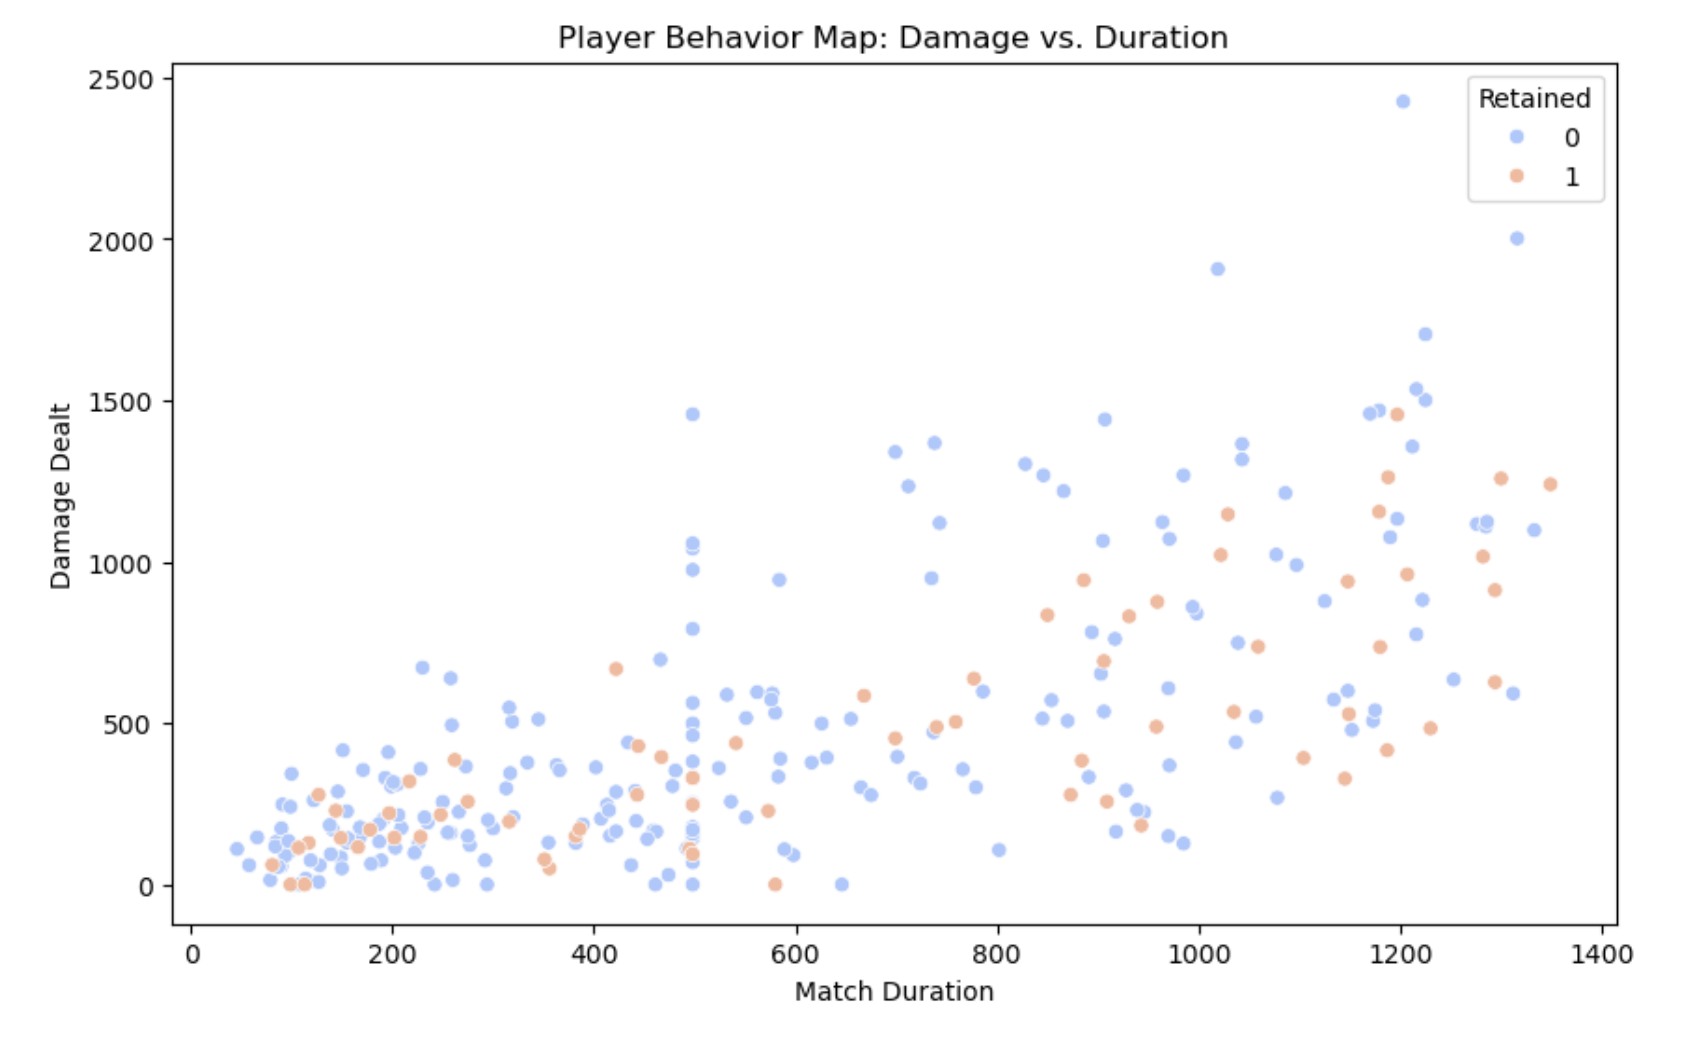 Player Behavior Map: Damage vs. Duration
2500
2000
1500
1000
500
0
Damage Dealt
Retained
0
1
0 200 400 600 800 1000 1200 1400
Match Duration